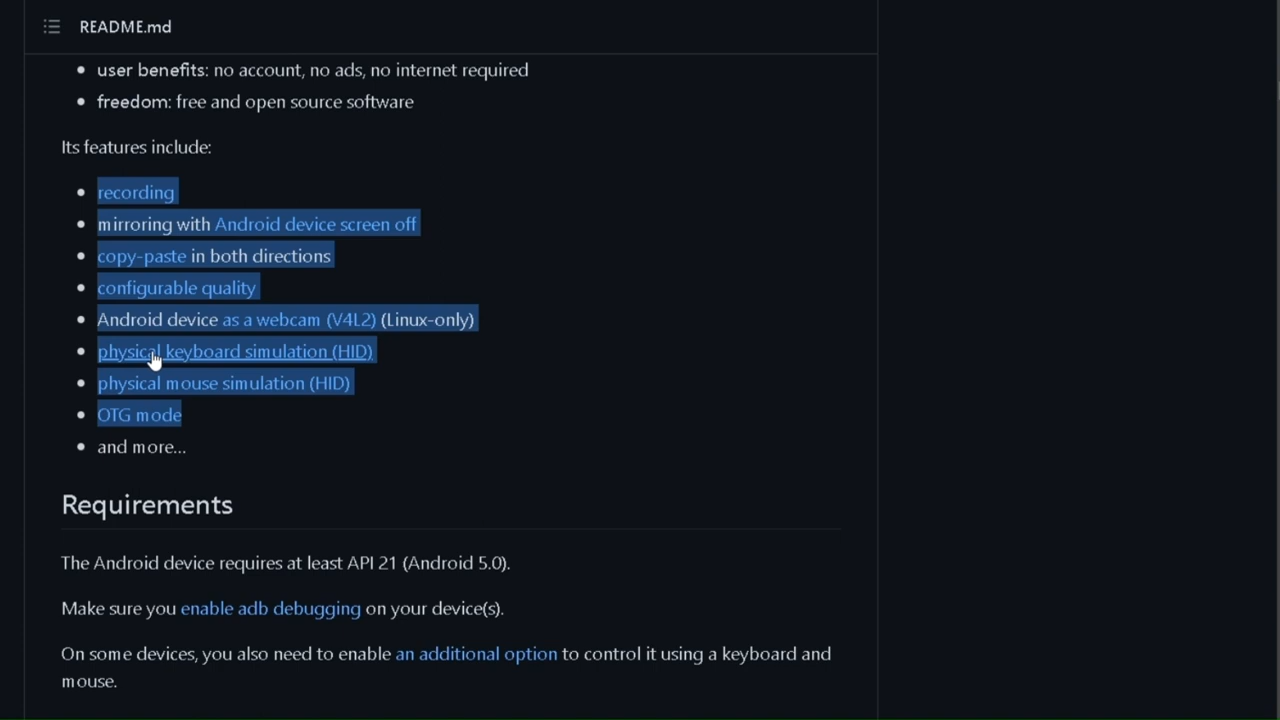 README.md
user benefits: no account, no ads, no internet required
freedom: free and open source software
Its features include:
recording
mirroring with Android device screen off
copy-paste in both directions
configurable quality
Android device as a webcam (V4L2) (Linux-only)
physical keyboard simulation (HID)
physical mouse simulation (HID)
OTG mode
and more...
Requirements
The Android device requires at least API 21 (Android 5.0).
Make sure you enable adb debugging on your device(s).
On some devices, you also need to enable an additional option to control it using a keyboard and
mouse.